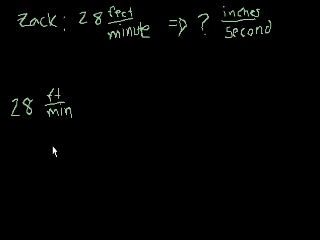 Zack: 28 feet/minute => ? inches/second
28 ft/min